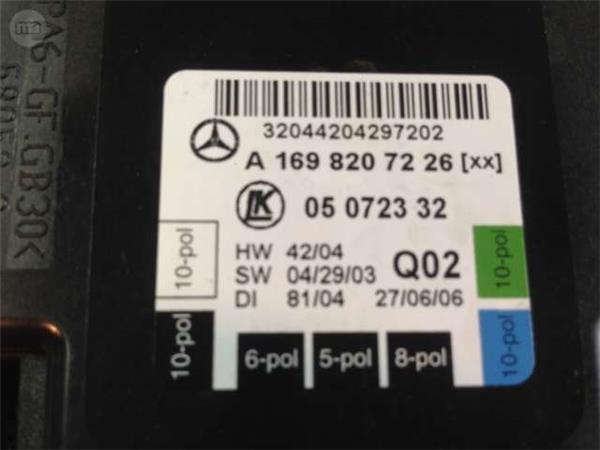 32044204297202
A 169 820 72 26 [xx]
LK 05 0723 32
HW 42/04
SW 04/29/03 Q02
DI 81/04 27/06/06
10-pol
10-pol
10-pol
10-pol
6-pol 5-pol 8-pol
PA6-GF.GB30<
ma